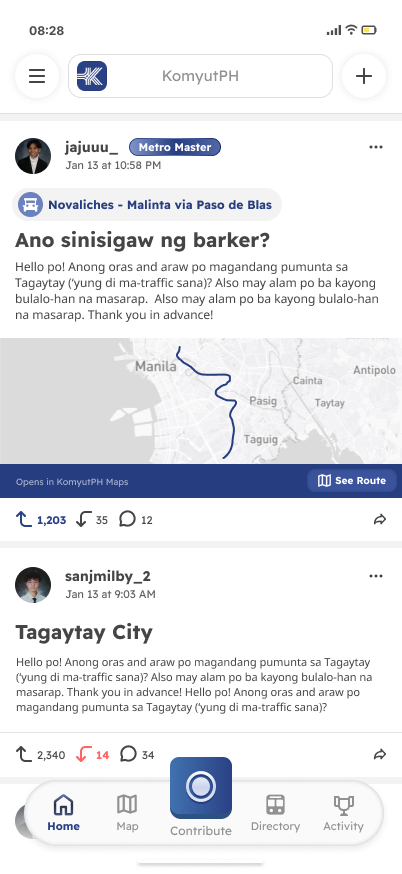 08:28
KomyutPH
jajuuu_ Metro Master
Jan 13 at 10:58 PM
Novaliches - Malinta via Paso de Blas
Ano sinisigaw ng barker?
Hello po! Anong oras and araw po magandang pumunta sa
Tagaytay (‘yung di ma-traffic sana)? Also may alam po ba kayong
bulalo-han na masarap.  Also may alam po ba kayong bulalo-han
na masarap. Thank you in advance!
Manila
Antipolo
Cainta
Pasig
Taytay
Taguig
Opens in KomyutPH Maps See Route
1,203 35 12
sanjmilby_2
Jan 13 at 9:03 AM
Tagaytay City
Hello po! Anong oras and araw po magandang pumunta sa Tagaytay
(‘yung di ma-traffic sana)? Also may alam po ba kayong bulalo-han na
masarap. Thank you in advance! Hello po! Anong oras and araw po
magandang pumunta sa Tagaytay (‘yung di ma-traffic sana)?
2,340 14 34
Home Map Contribute Directory Activity